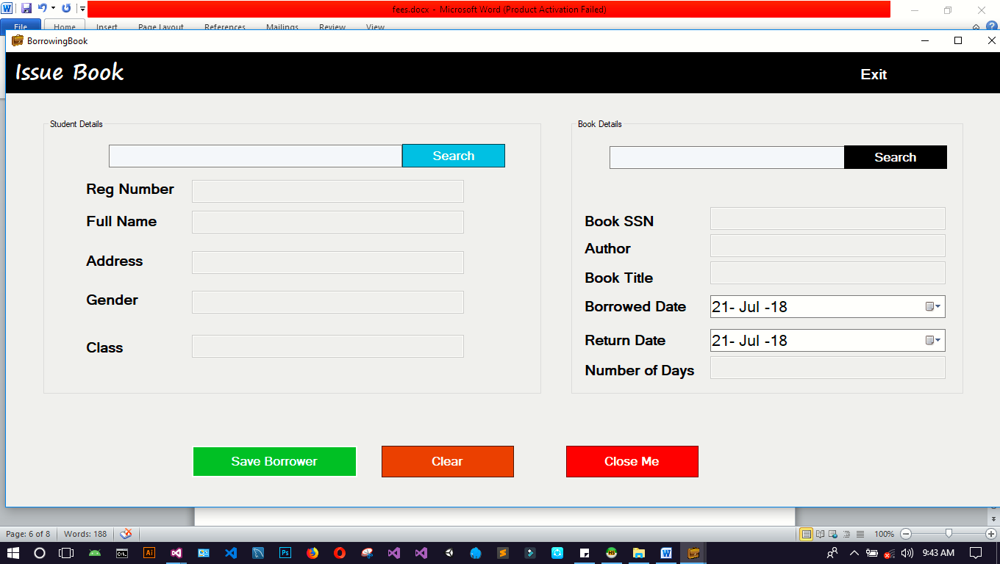 fees.docx - Microsoft Word (Product Activation Failed)
File Home Insert Page Layout References Mailings Review View
BorrowingBook
Issue Book
Exit
Student Details
Search
Reg Number
Full Name
Address
Gender
Class
Book Details
Search
Book SSN
Author
Book Title
Borrowed Date 21- Jul -18
Return Date 21- Jul -18
Number of Days
Save Borrower
Clear
Close Me
Page: 6 of 8 Words: 188 100%
9:43 AM